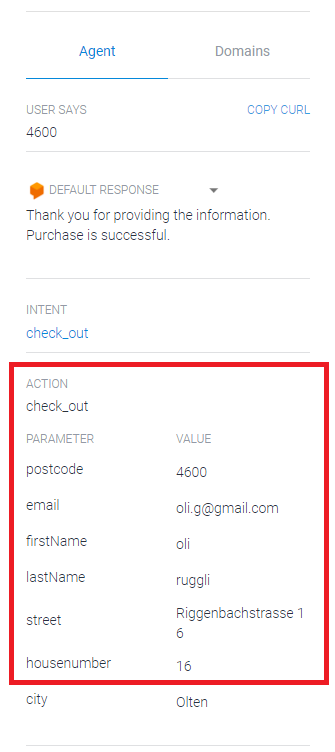 Agent Domains
USER SAYS COPY CURL
4600
DEFAULT RESPONSE
Thank you for providing the information.
Purchase is successful.
INTENT
check_out
ACTION
check_out
PARAMETER VALUE
postcode 4600
email oli.g@gmail.com
firstName oli
lastName ruggli
street Riggenbachstrasse 1
6
housenumber 16
city Olten